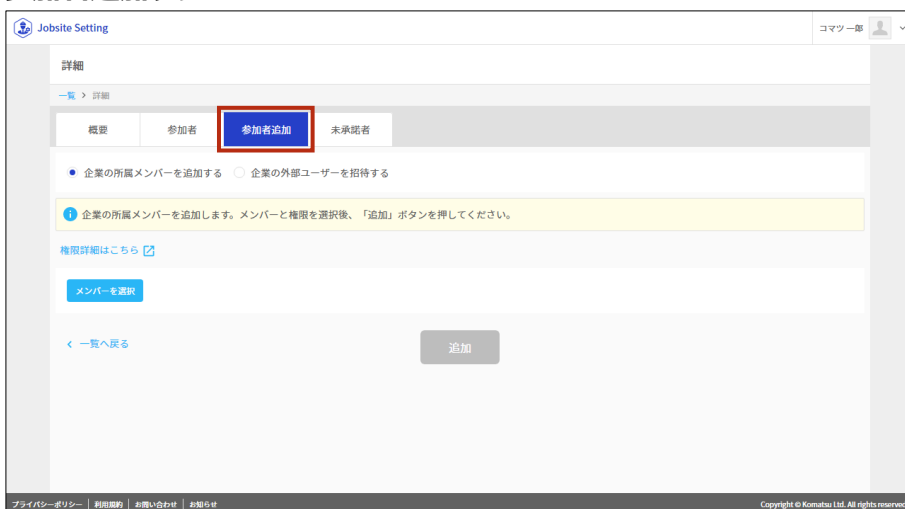 Jobsite Setting
コマツ 一郎
詳細
一覧 > 詳細
概要
参加者
参加者追加
未承諾者
企業の所属メンバーを追加する
企業の外部ユーザーを招待する
企業の所属メンバーを追加します。メンバーと権限を選択後、「追加」ボタンを押してください。
権限詳細はこちら
メンバーを選択
一覧へ戻る
追加
プライバシーポリシー | 利用規約 | お問い合わせ | お知らせ
Copyright © Komatsu Ltd. All rights reserved